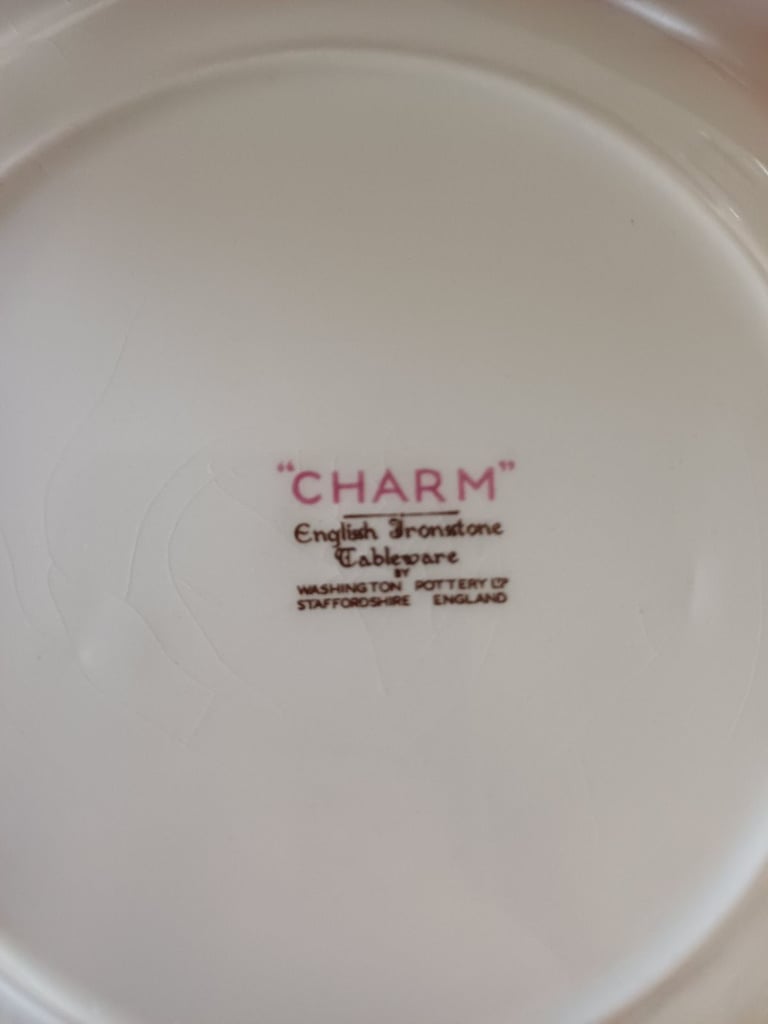 “CHARM”
English Ironstone
Tableware
BY
WASHINGTON POTTERY LTD
STAFFORDSHIRE ENGLAND